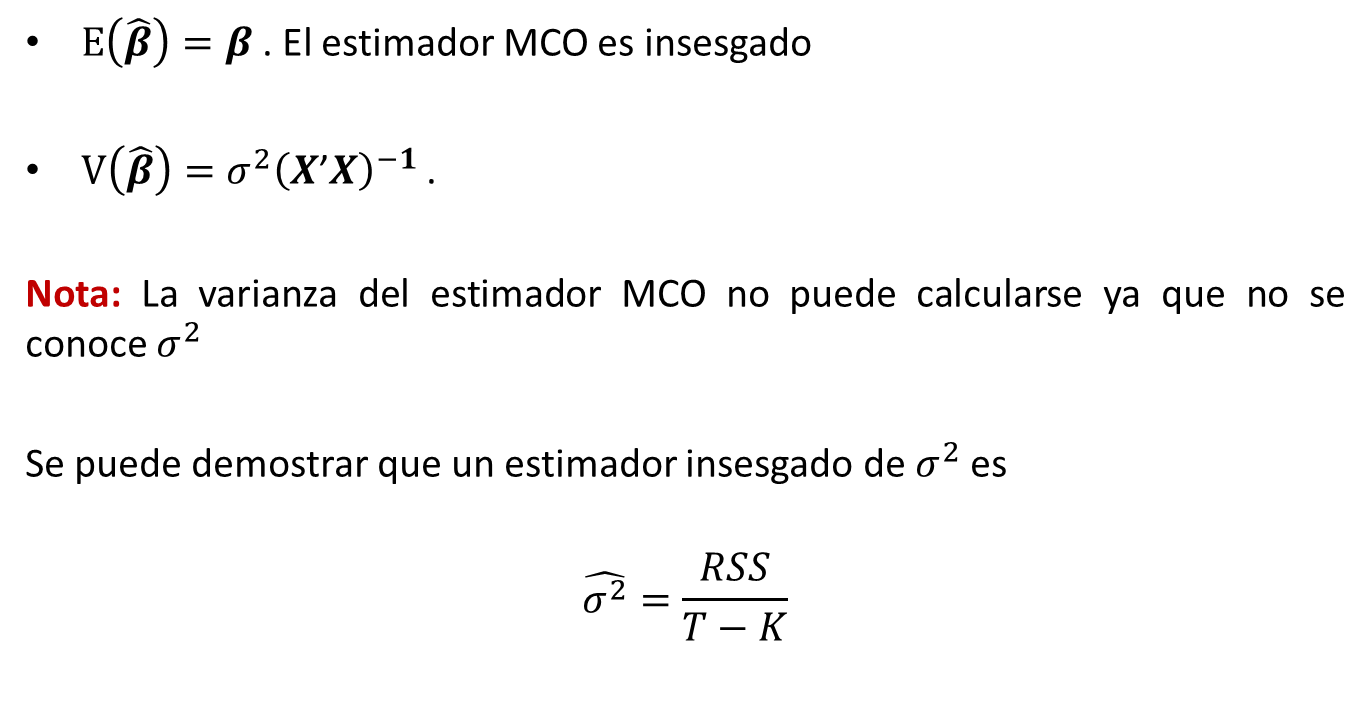 • E(β̂) = β . El estimador MCO es insesgado
• V(β̂) = σ²(X’X)⁻¹ .
Nota: La varianza del estimador MCO no puede calcularse ya que no se
conoce σ²
Se puede demostrar que un estimador insesgado de σ² es
σ²̂ = RSS / T − K